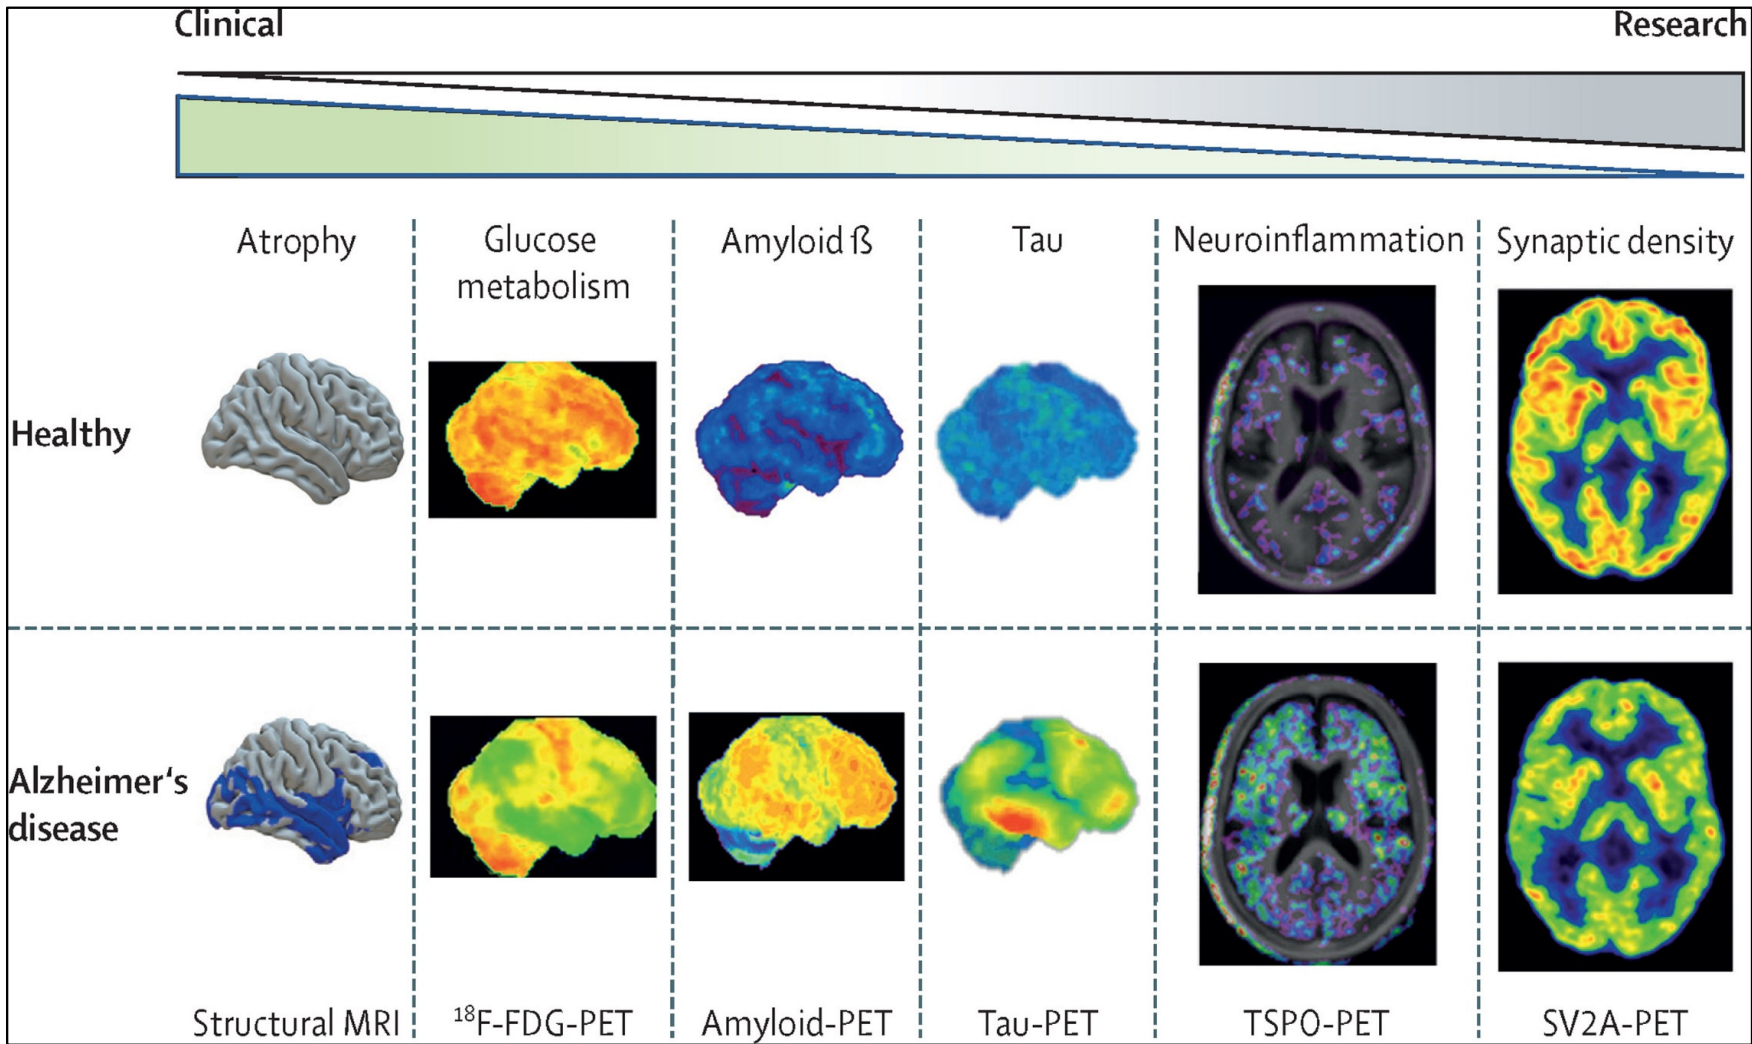 Clinical
Research
Atrophy
Glucose
metabolism
Amyloid ß
Tau
Neuroinflammation
Synaptic density
Healthy
Alzheimer‘s
disease
Structural MRI
¹⁸F-FDG-PET
Amyloid-PET
Tau-PET
TSPO-PET
SV2A-PET